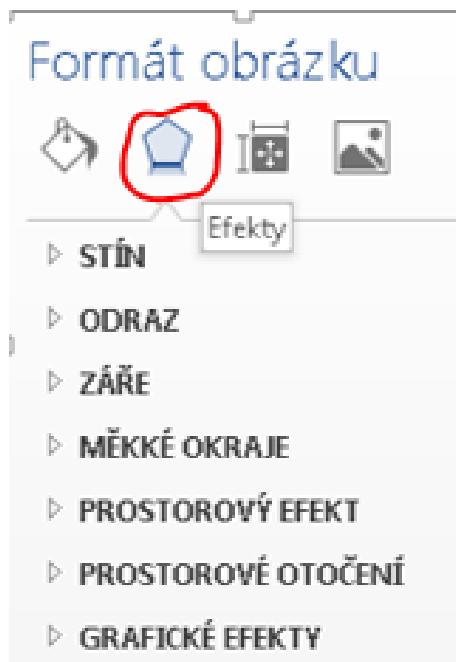 Formát obrázku
Efekty
STÍN
ODRAZ
ZÁŘE
MĚKKÉ OKRAJE
PROSTOROVÝ EFEKT
PROSTOROVÉ OTOČENÍ
GRAFICKÉ EFEKTY